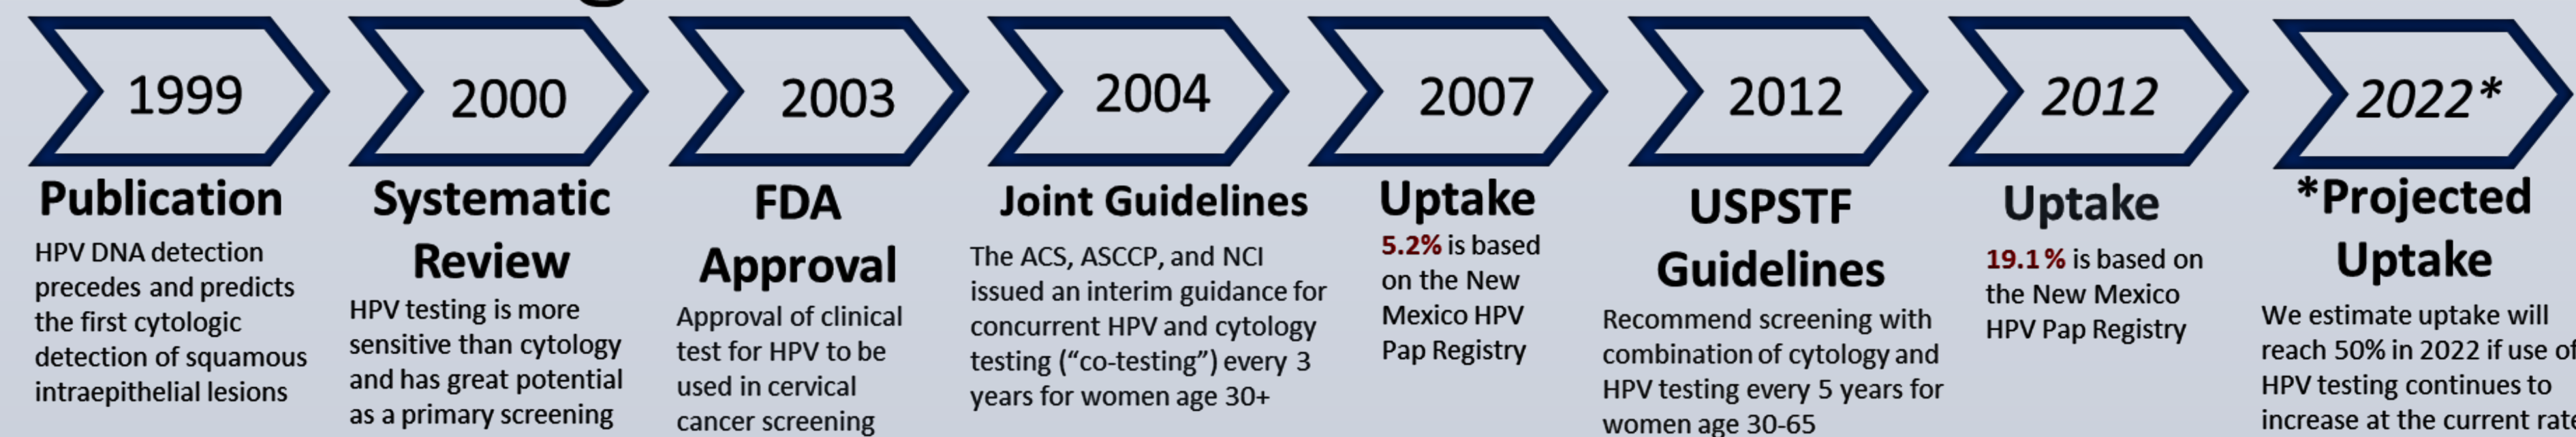 1999
Publication
HPV DNA detection
precedes and predicts
the first cytologic
detection of squamous
intraepithelial lesions
2000
Systematic
Review
HPV testing is more
sensitive than cytology
and has great potential
as a primary screening
2003
FDA
Approval
Approval of clinical
test for HPV to be
used in cervical
cancer screening
2004
Joint Guidelines
The ACS, ASCCP, and NCI
issued an interim guidance for
concurrent HPV and cytology
testing (“co-testing”) every 3
years for women age 30+
2007
Uptake
5.2% is based
on the New
Mexico HPV
Pap Registry
2012
USPSTF
Guidelines
Recommend screening with
combination of cytology and
HPV testing every 5 years for
women age 30-65
2012
Uptake
19.1% is based on
the New Mexico
HPV Pap Registry
2022*
*Projected
Uptake
We estimate uptake will
reach 50% in 2022 if use of
HPV testing continues to
increase at the current rate